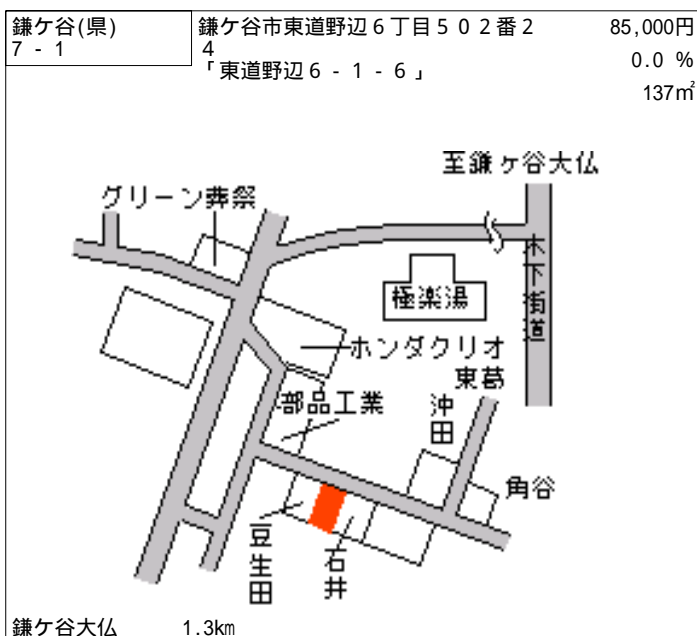 鎌ケ谷(県)
7 - 1
鎌ケ谷市東道野辺6丁目502番2
4
「東道野辺6-1-6」
85,000円
0.0 %
137㎡
至鎌ヶ谷大仏
グリーン葬祭
木下街道
極楽湯
ホンダクリオ
東葛
部品工業
沖田
角谷
豆生田
石井
鎌ケ谷大仏 1.3km